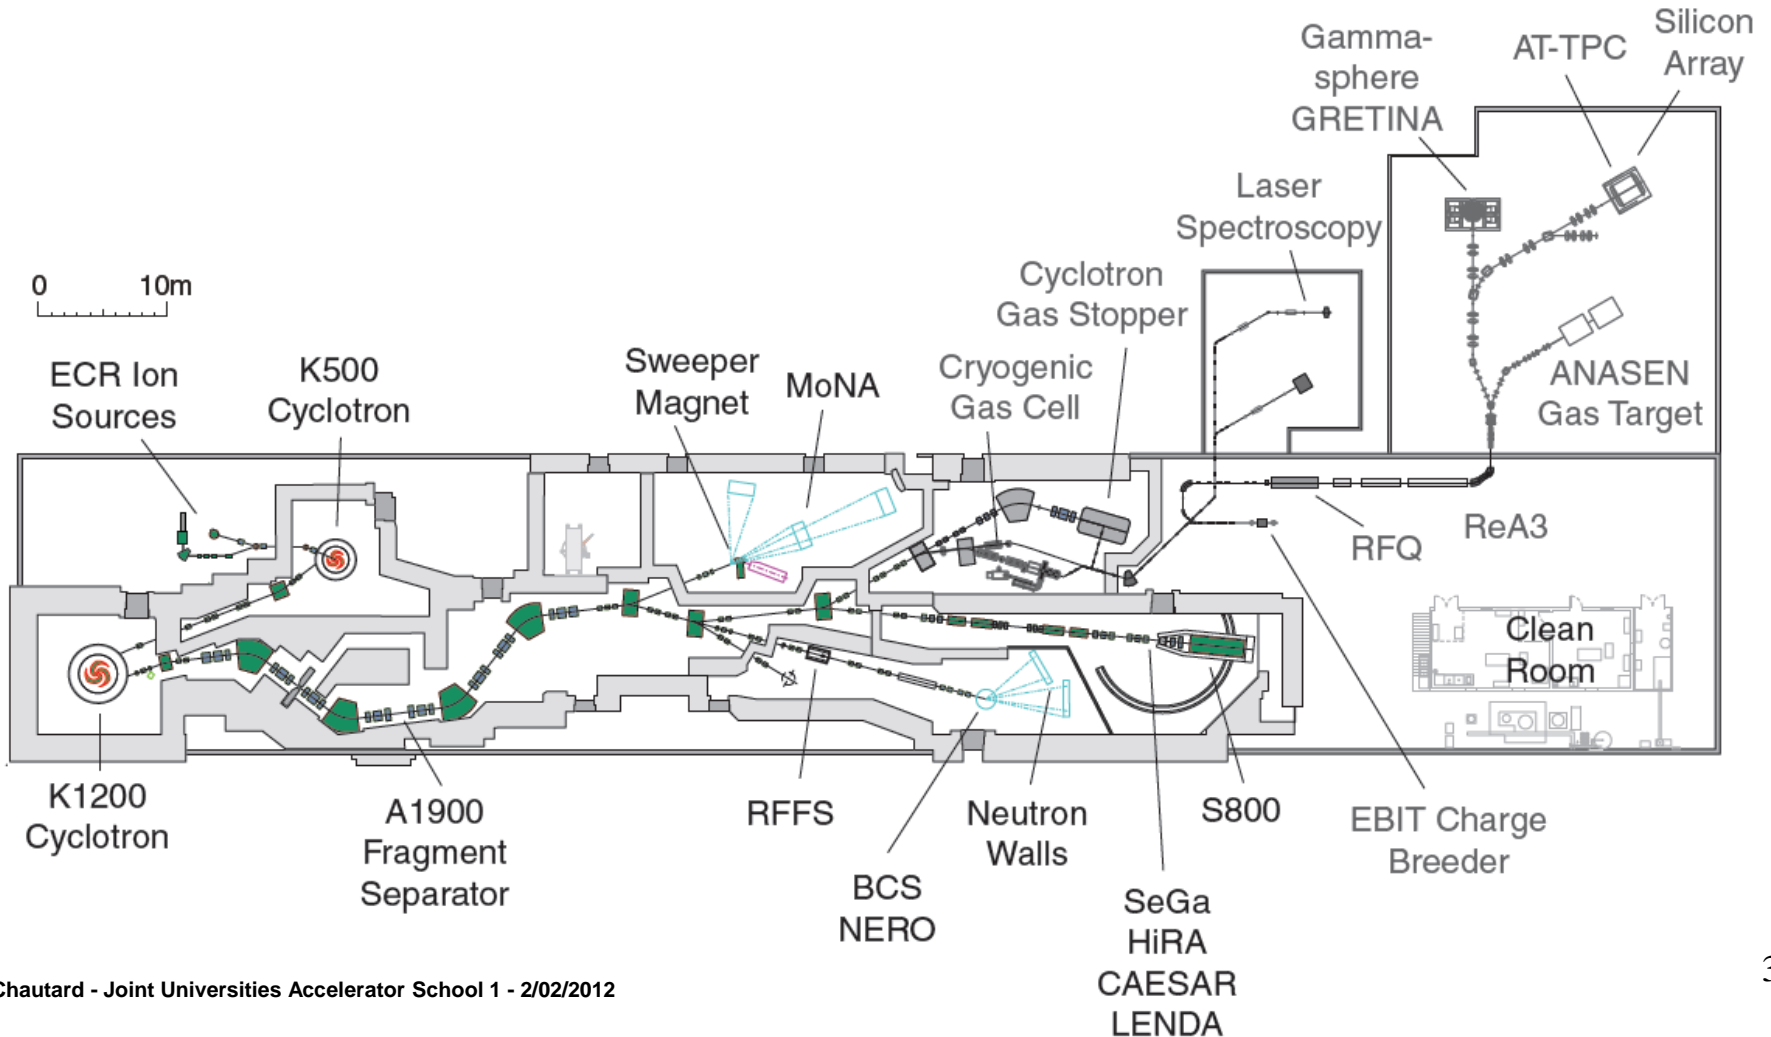 Gamma-
sphere
GRETINA
AT-TPC
Silicon
Array
Laser
Spectroscopy
Cyclotron
Gas Stopper
Cryogenic
Gas Cell
0 10m
ECR Ion
Sources
K500
Cyclotron
Sweeper
Magnet
MoNA
ANASEN
Gas Target
RFQ
ReA3
Clean
Room
K1200
Cyclotron
A1900
Fragment
Separator
RFFS
BCS
NERO
Neutron
Walls
S800
SeGa
HiRA
CAESAR
LENDA
EBIT Charge
Breeder
Chautard - Joint Universities Accelerator School 1 - 2/02/2012